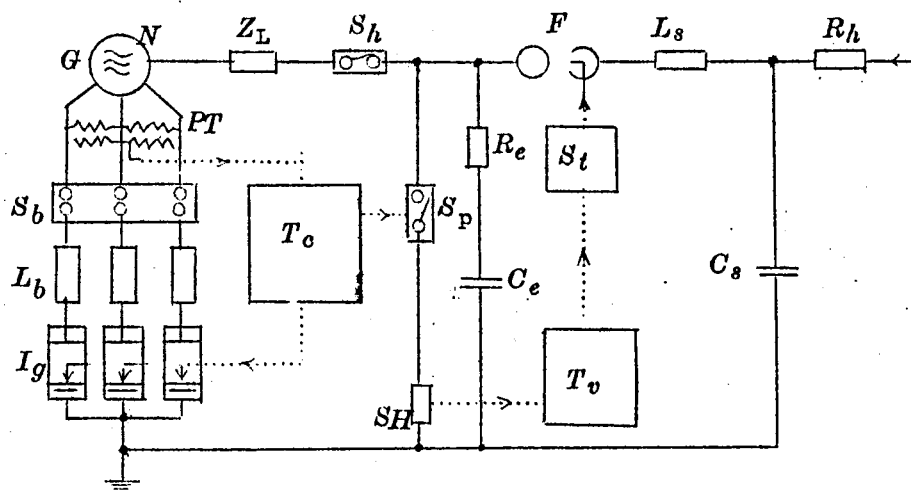 N Z_L S_h F L_s R_h
G
PT
R_e S_t
S_b T_c S_p
L_b C_e C_s
I_g T_v
SH